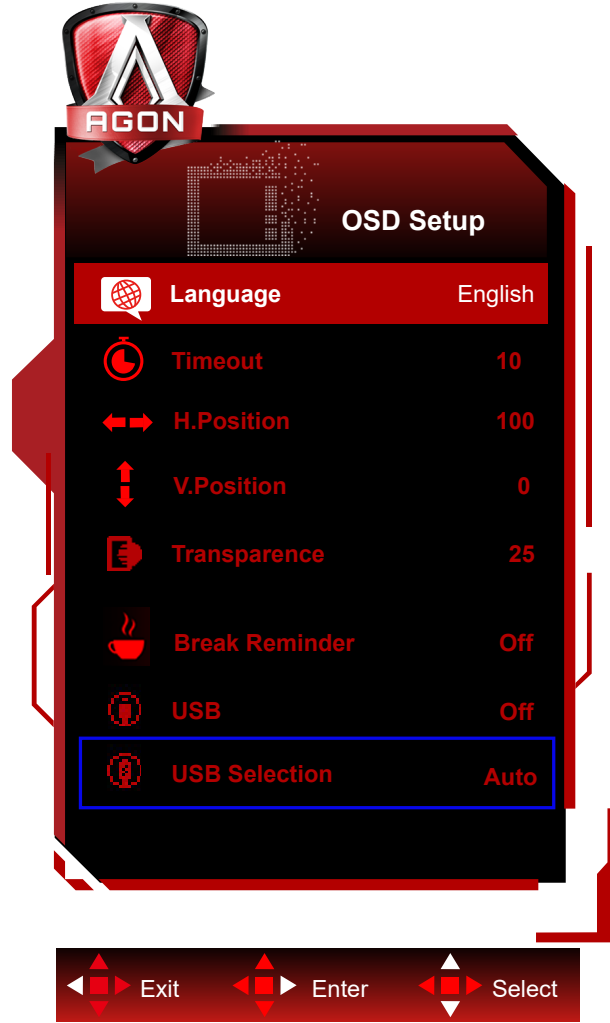 AGON
OSD Setup
Language English
Timeout 10
H.Position 100
V.Position 0
Transparence 25
Break Reminder Off
USB Off
USB Selection Auto
Exit Enter Select